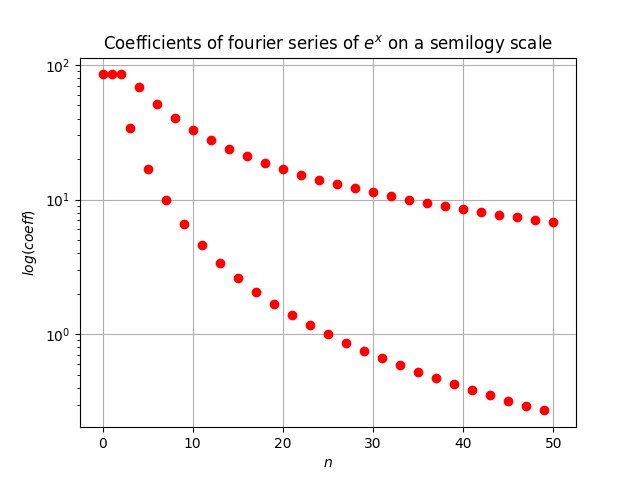 Coefficients of fourier series of $e^x$ on a semilogy scale
10²
10¹
10⁰
log(coeff)
0 10 20 30 40 50
n